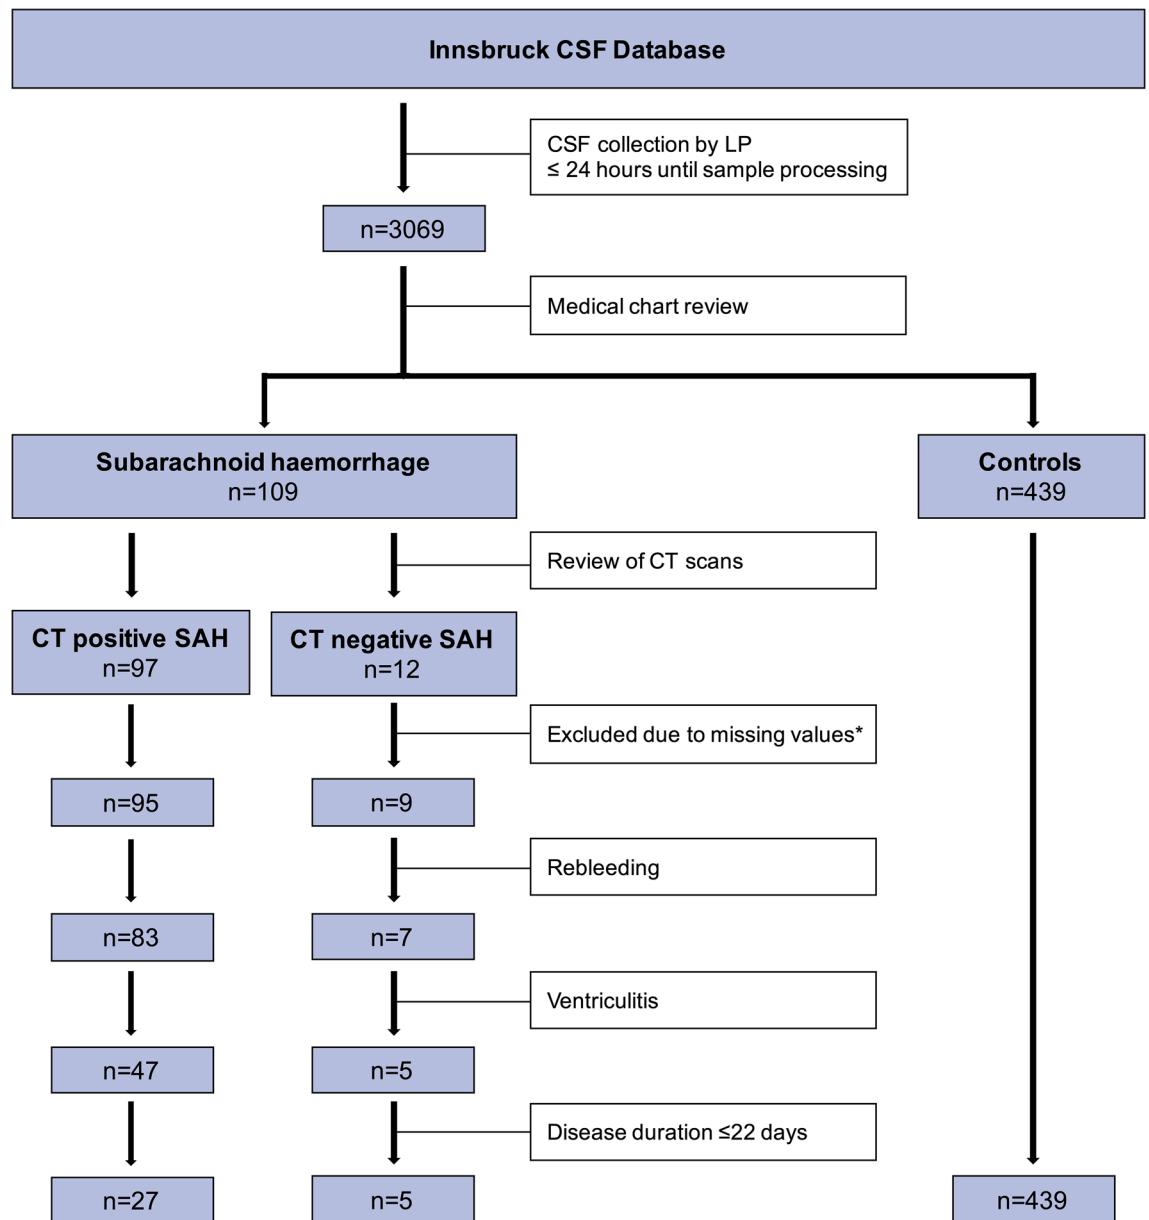 Innsbruck CSF Database
CSF collection by LP
≤ 24 hours until sample processing
n=3069
Medical chart review
Subarachnoid haemorrhage
n=109
Controls
n=439
Review of CT scans
CT positive SAH
n=97
CT negative SAH
n=12
Excluded due to missing values*
n=95
n=9
Rebleeding
n=83
n=7
Ventriculitis
n=47
n=5
Disease duration ≤22 days
n=27
n=5
n=439